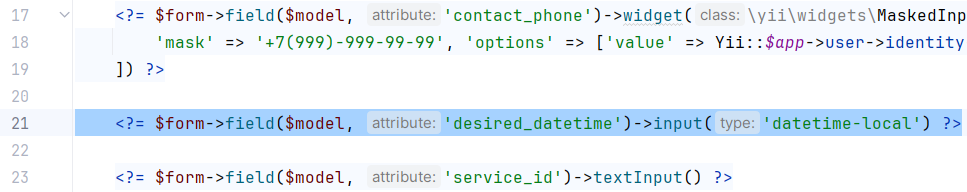 17 <?= $form->field($model, attribute: 'contact_phone')->widget( class: \yii\widgets\MaskedInp
18 'mask' => '+7(999)-999-99-99', 'options' => ['value' => Yii::$app->user->identity
19 ]) ?>
20
21 <?= $form->field($model, attribute: 'desired_datetime')->input( type: 'datetime-local') ?>
22
23 <?= $form->field($model, attribute: 'service_id')->textInput() ?>